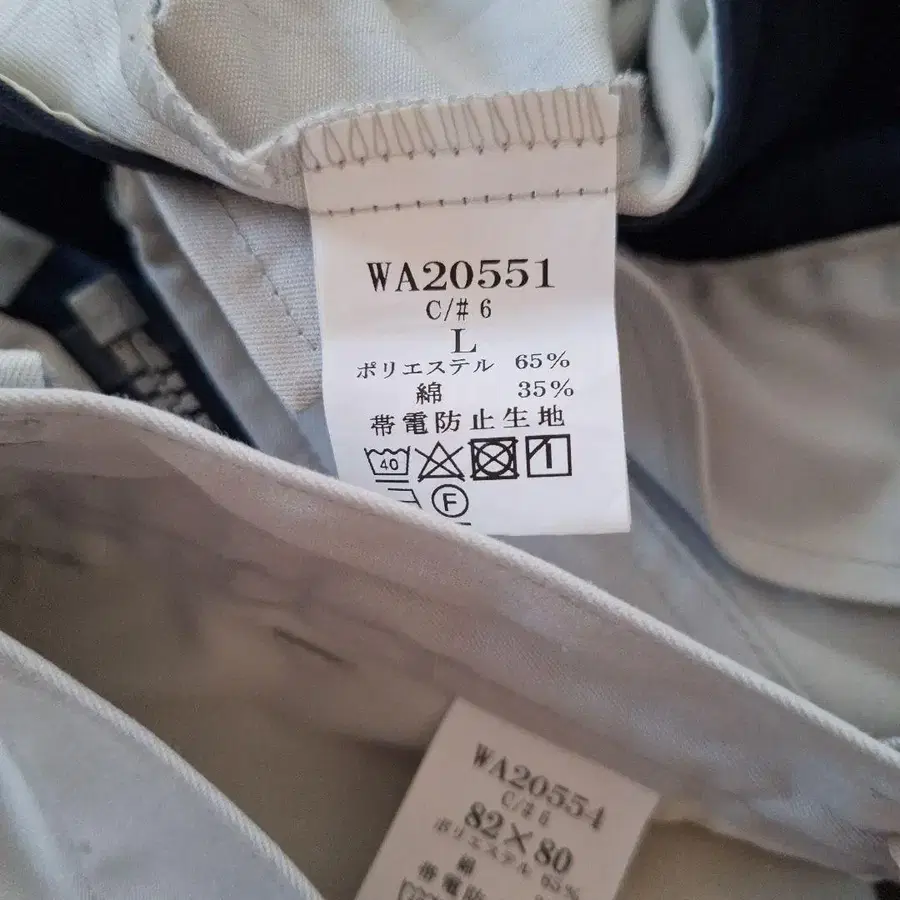 WA20551
C/# 6
L
ポリエステル 65%
綿 35%
帯電防止生地
40
F
WA20554
C/# 6
82×80
ポリエステル 65%
綿
帯電防